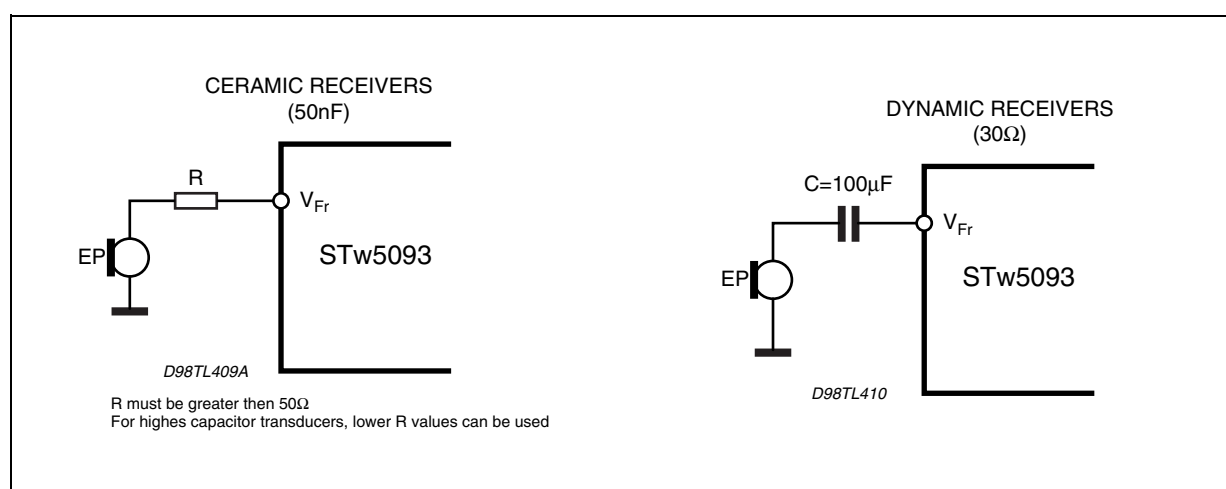 CERAMIC RECEIVERS
(50nF)
R
V_Fr
EP
STw5093
D98TL409A
R must be greater then 50Ω
For highes capacitor transducers, lower R values can be used
DYNAMIC RECEIVERS
(30Ω)
C=100µF
V_Fr
EP
STw5093
D98TL410